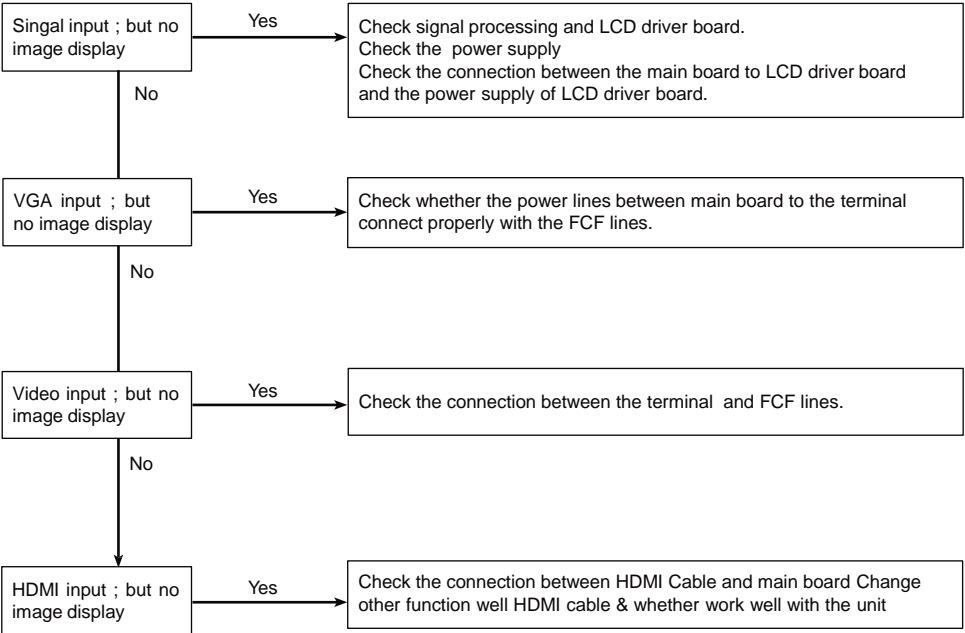 Singal input ; but no
image display
Yes
Check signal processing and LCD driver board.
Check the power supply
Check the connection between the main board to LCD driver board
and the power supply of LCD driver board.
No
VGA input ; but
no image display
Yes
Check whether the power lines between main board to the terminal
connect properly with the FCF lines.
No
Video input ; but no
image display
Yes
Check the connection between the terminal and FCF lines.
No
HDMI input ; but no
image display
Yes
Check the connection between HDMI Cable and main board Change
other function well HDMI cable & whether work well with the unit